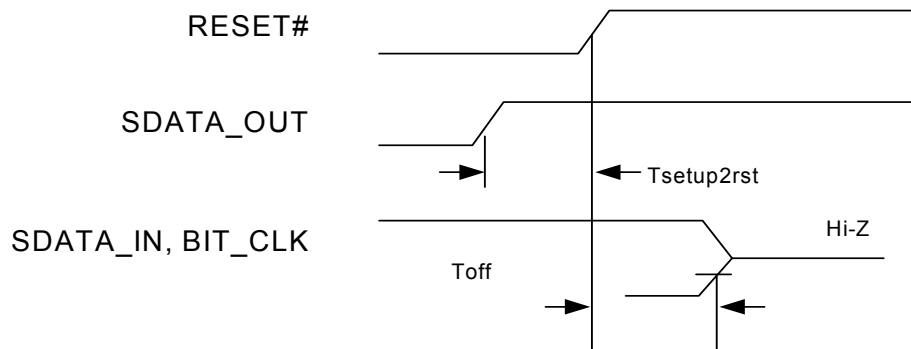 RESET#
SDATA_OUT
Tsetup2rst
SDATA_IN, BIT_CLK
Hi-Z
Toff